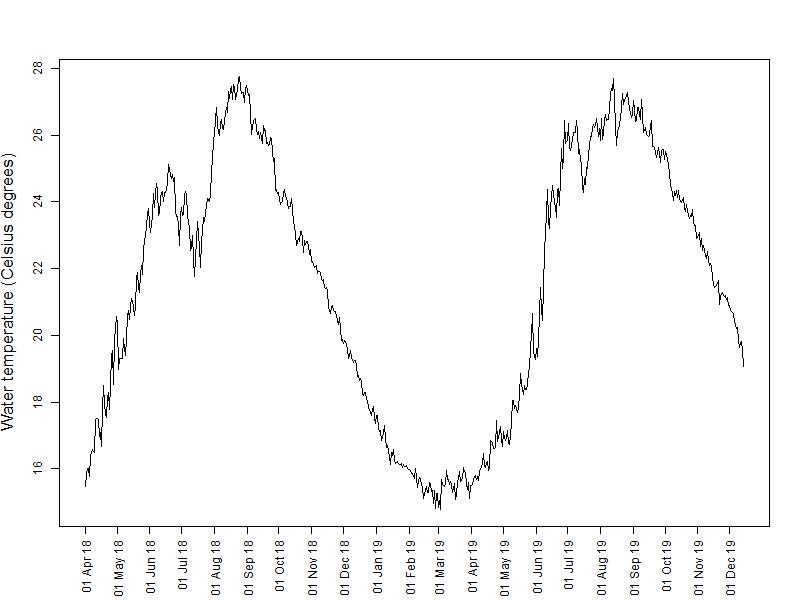 Water temperature (Celsius degrees)
28
26
24
22
20
18
16
01 Apr 18
01 May 18
01 Jun 18
01 Jul 18
01 Aug 18
01 Sep 18
01 Oct 18
01 Nov 18
01 Dec 18
01 Jan 19
01 Feb 19
01 Mar 19
01 Apr 19
01 May 19
01 Jun 19
01 Jul 19
01 Aug 19
01 Sep 19
01 Oct 19
01 Nov 19
01 Dec 19